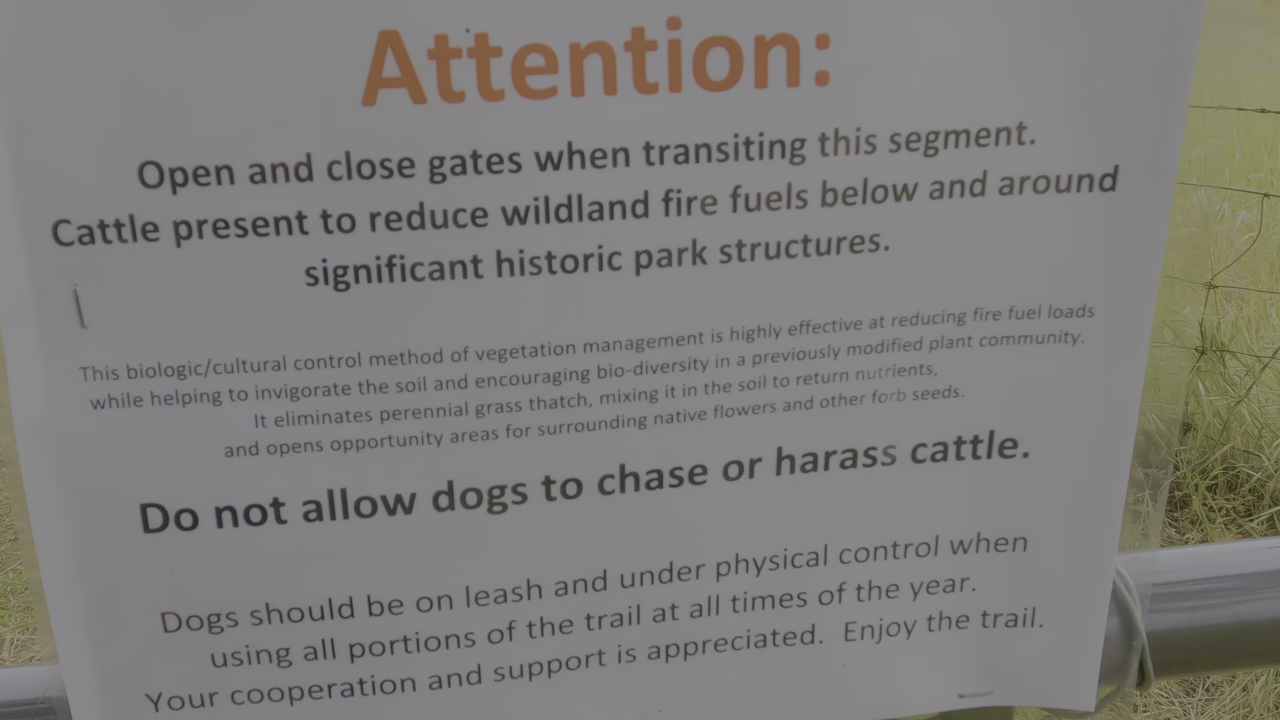 Attention:
Open and close gates when transiting this segment.
Cattle present to reduce wildland fire fuels below and around
significant historic park structures.
This biologic/cultural control method of vegetation management is highly effective at reducing fire fuel loads
while helping to invigorate the soil and encouraging bio-diversity in a previously modified plant community.
It eliminates perennial grass thatch, mixing it in the soil to return nutrients,
and opens opportunity areas for surrounding native flowers and other forb seeds.
Do not allow dogs to chase or harass cattle.
Dogs should be on leash and under physical control when
using all portions of the trail at all times of the year.
Your cooperation and support is appreciated.  Enjoy the trail.